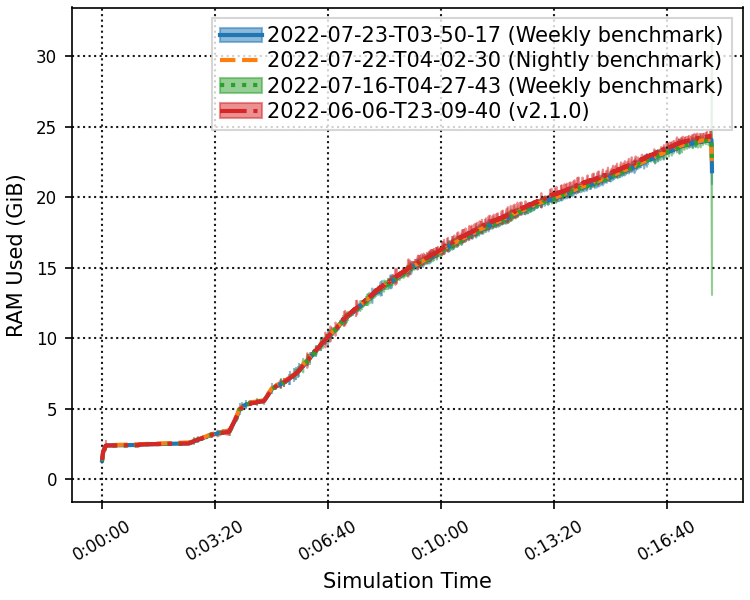 2022-07-23-T03-50-17 (Weekly benchmark)
2022-07-22-T04-02-30 (Nightly benchmark)
2022-07-16-T04-27-43 (Weekly benchmark)
2022-06-06-T23-09-40 (v2.1.0)
30
25
20
15
10
5
0
RAM Used (GiB)
0:00:00
0:03:20
0:06:40
0:10:00
0:13:20
0:16:40
Simulation Time